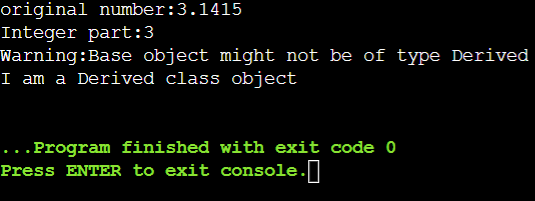 original number:3.1415
Integer part:3
Warning:Base object might not be of type Derived
I am a Derived class object
...Program finished with exit code 0
Press ENTER to exit console.